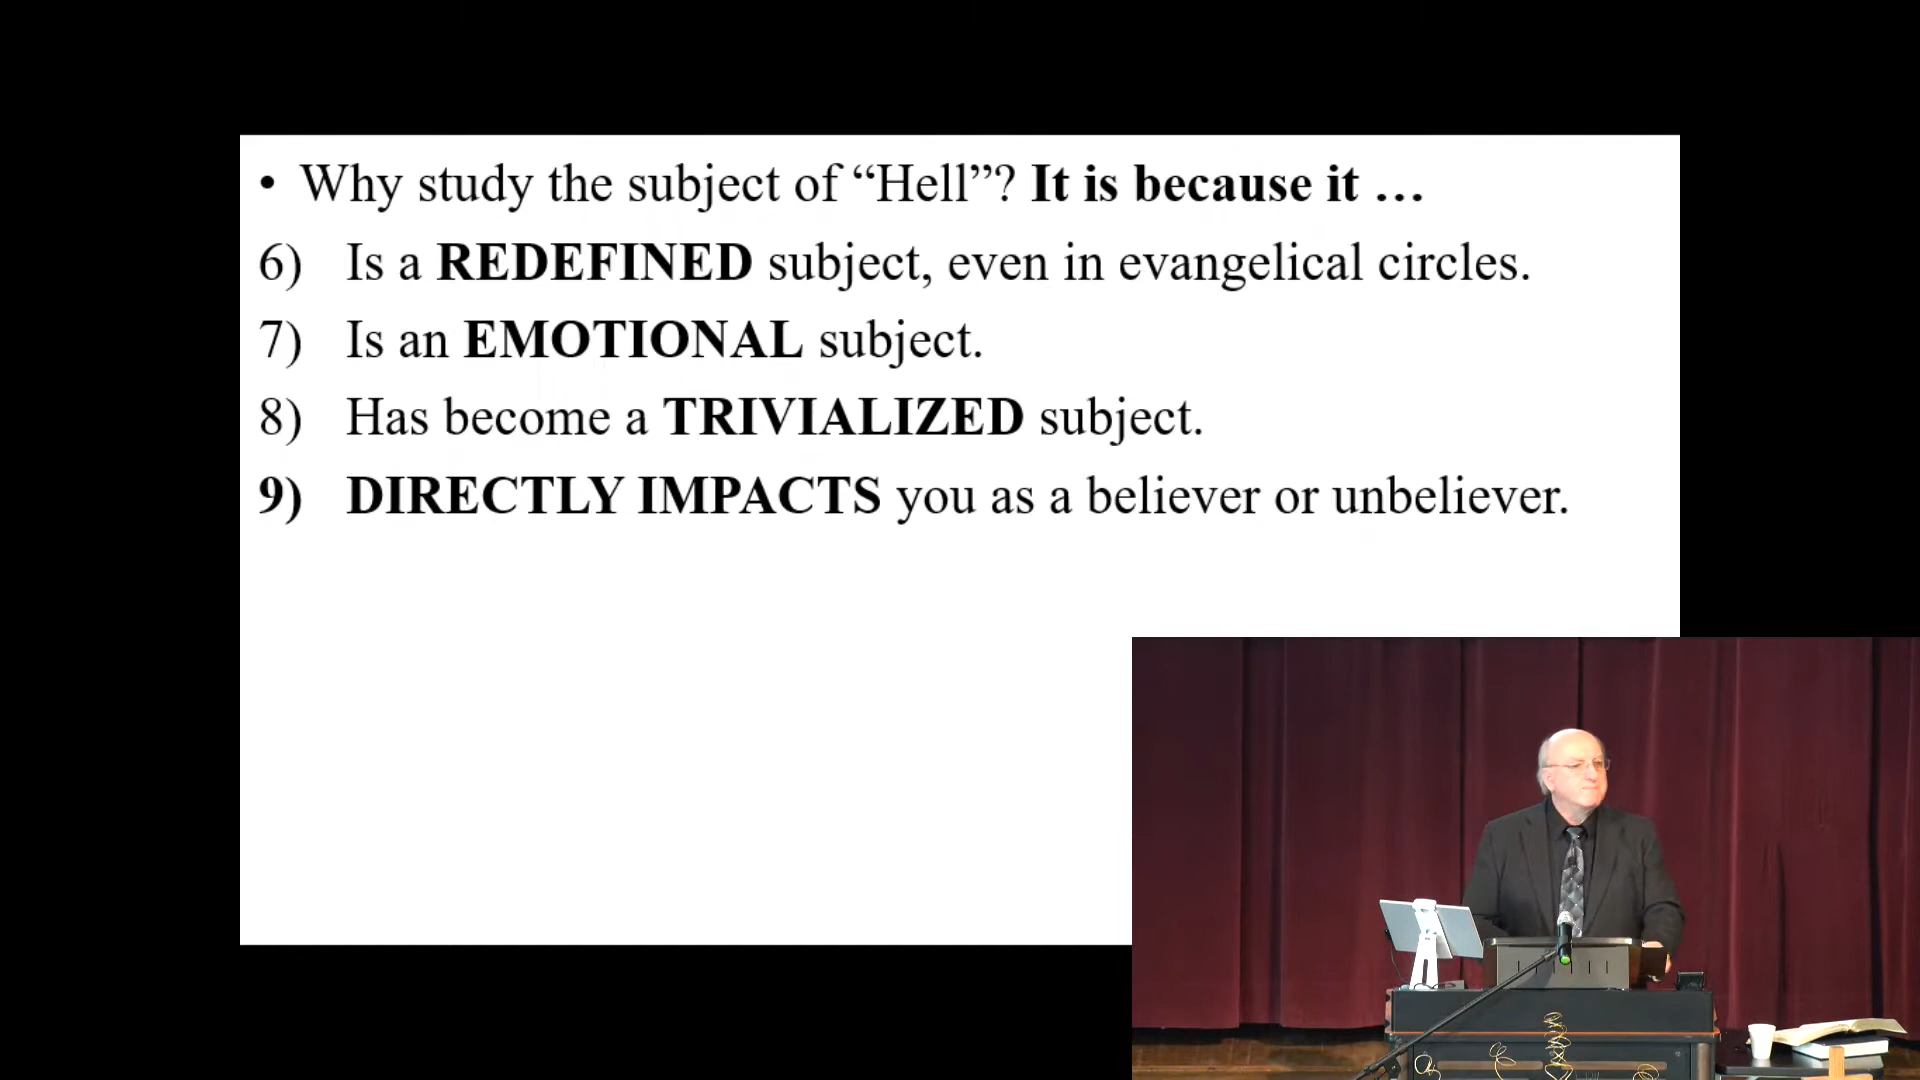 • Why study the subject of “Hell”? It is because it …
6) Is a REDEFINED subject, even in evangelical circles.
7) Is an EMOTIONAL subject.
8) Has become a TRIVIALIZED subject.
9) DIRECTLY IMPACTS you as a believer or unbeliever.